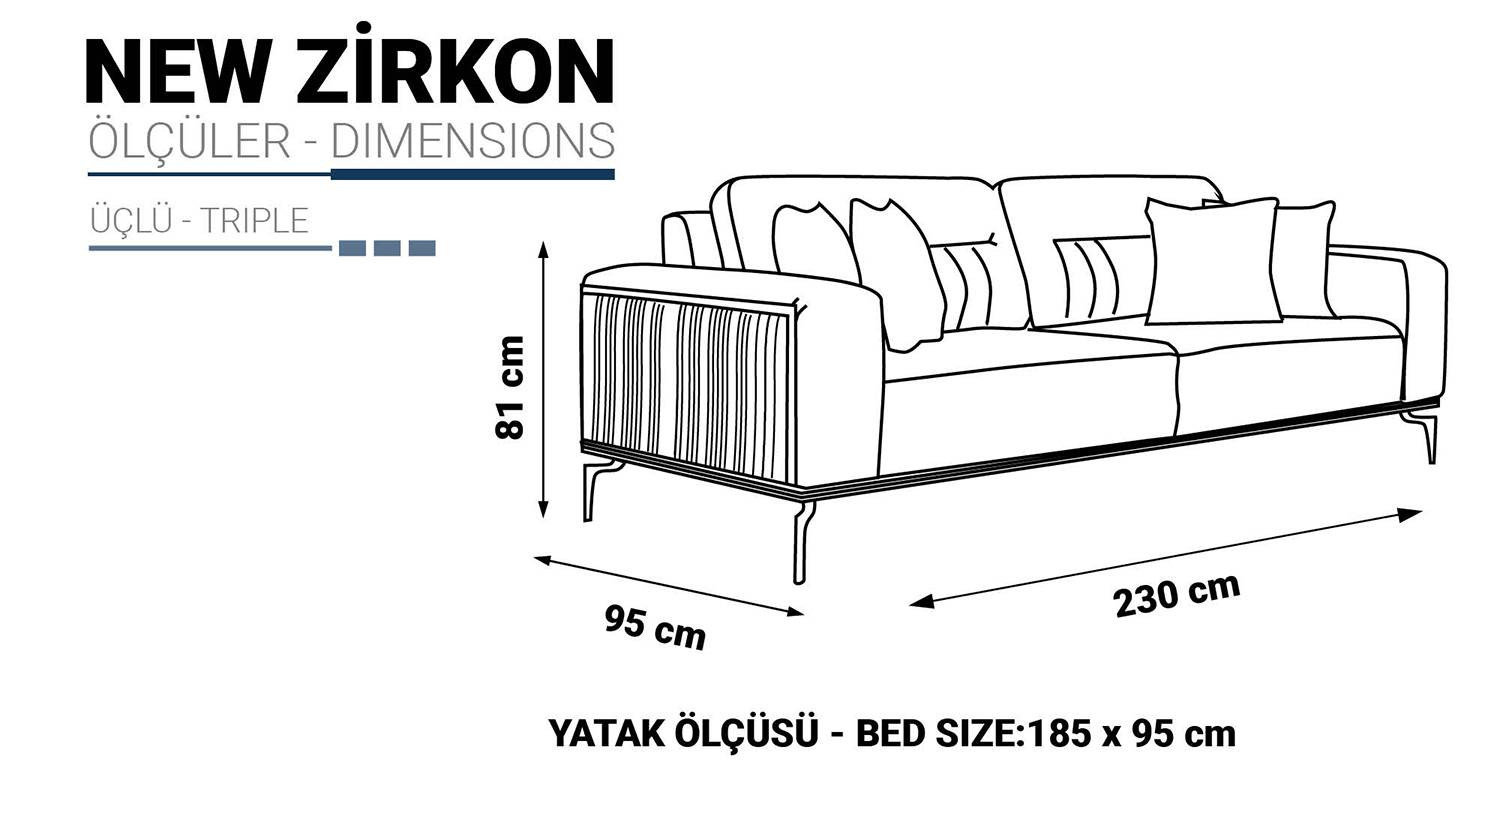 NEW ZİRKON
ÖLÇÜLER - DIMENSIONS
ÜÇLÜ - TRIPLE
81 cm
95 cm
230 cm
YATAK ÖLÇÜSÜ - BED SIZE:185 x 95 cm